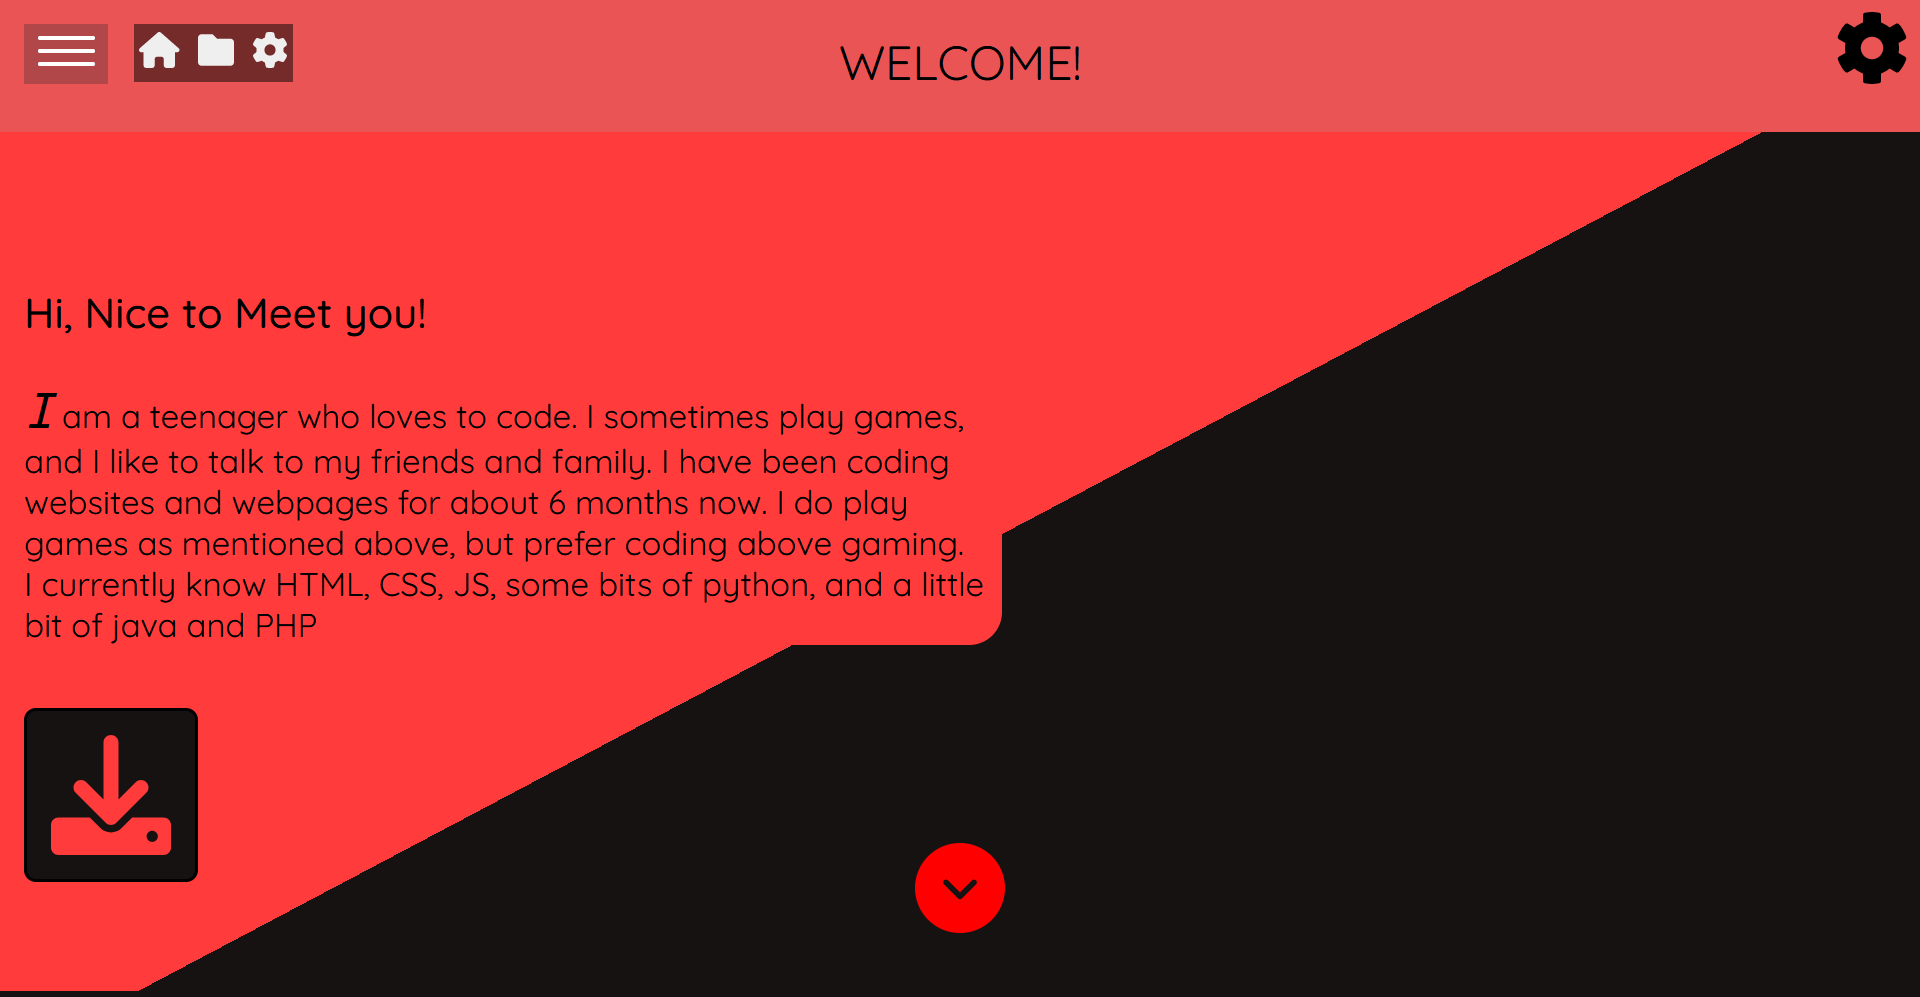 WELCOME!
Hi, Nice to Meet you!
I am a teenager who loves to code. I sometimes play games,
and I like to talk to my friends and family. I have been coding
websites and webpages for about 6 months now. I do play
games as mentioned above, but prefer coding above gaming.
I currently know HTML, CSS, JS, some bits of python, and a little
bit of java and PHP